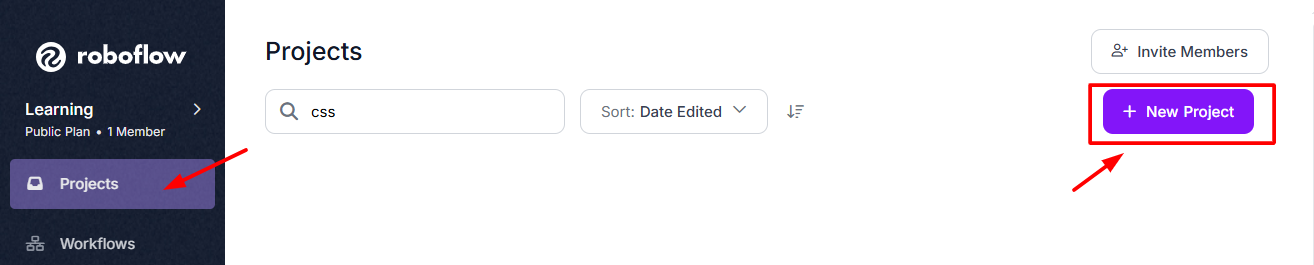 roboflow
Learning
Public Plan • 1 Member
Projects
Workflows
Projects
Invite Members
css
Sort: Date Edited
+ New Project